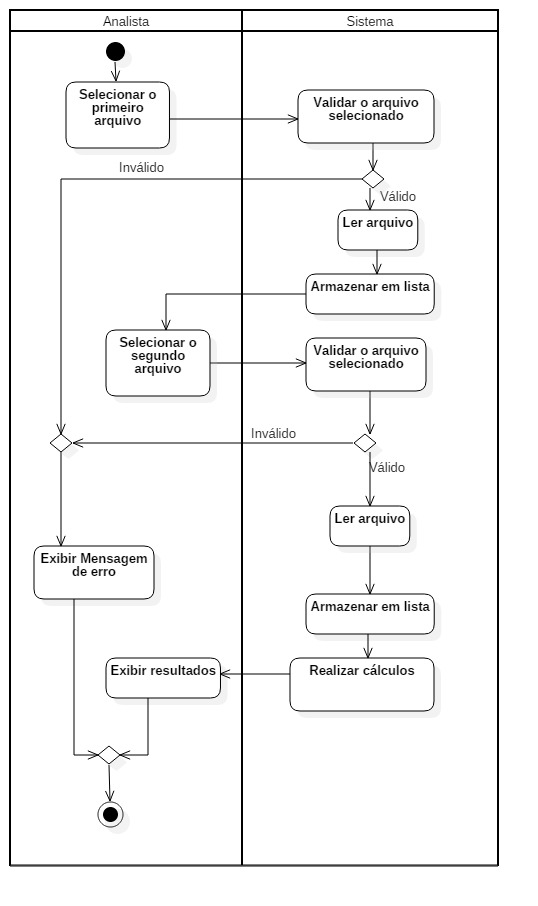 Analista
Sistema
Selecionar o
primeiro
arquivo
Validar o arquivo
selecionado
Inválido
Válido
Ler arquivo
Armazenar em lista
Selecionar o
segundo
arquivo
Validar o arquivo
selecionado
Inválido
Válido
Ler arquivo
Exibir Mensagem
de erro
Armazenar em lista
Exibir resultados
Realizar cálculos